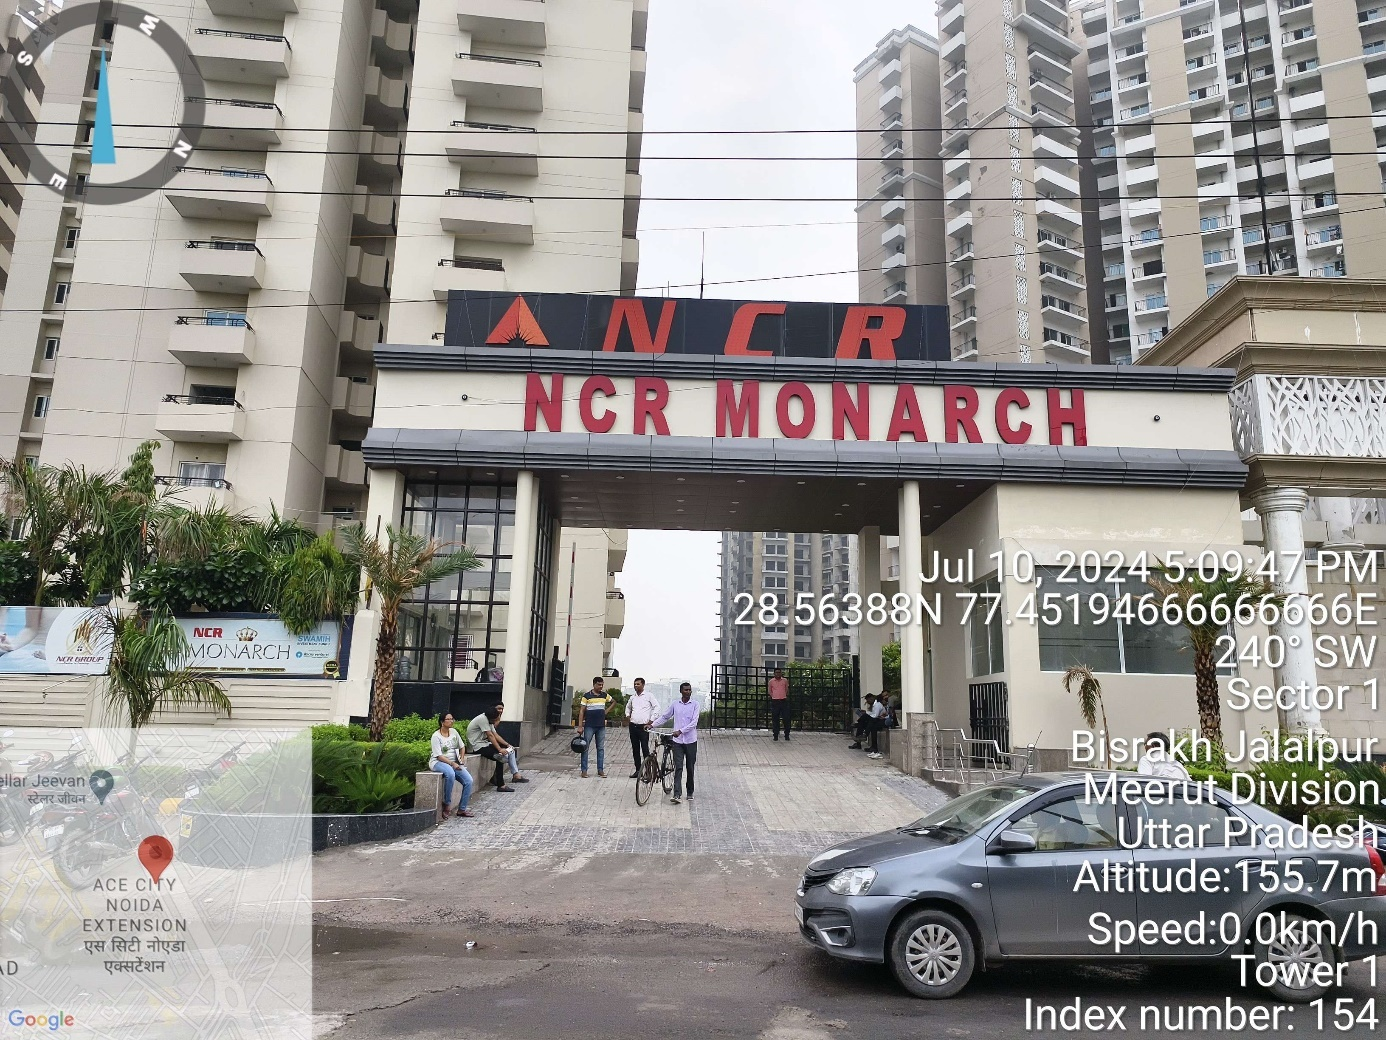 NCR
NCR MONARCH
NCR GROUP
NCR
MONARCH
SWAMIH
Jul 10, 2024 5:09:47 PM
28.56388N 77.45194666666666E
240° SW
Sector 1
Bisrakh Jalalpur
Meerut Division
Uttar Pradesh
Altitude:155.7m
Speed:0.0km/h
Tower 1
Index number: 154
S
W
N
E
ellar Jeevan
स्टेलर जीवन
ACE CITY
NOIDA
EXTENSION
एस सिटी नोएडा
एक्सटेंशन
AD
Google